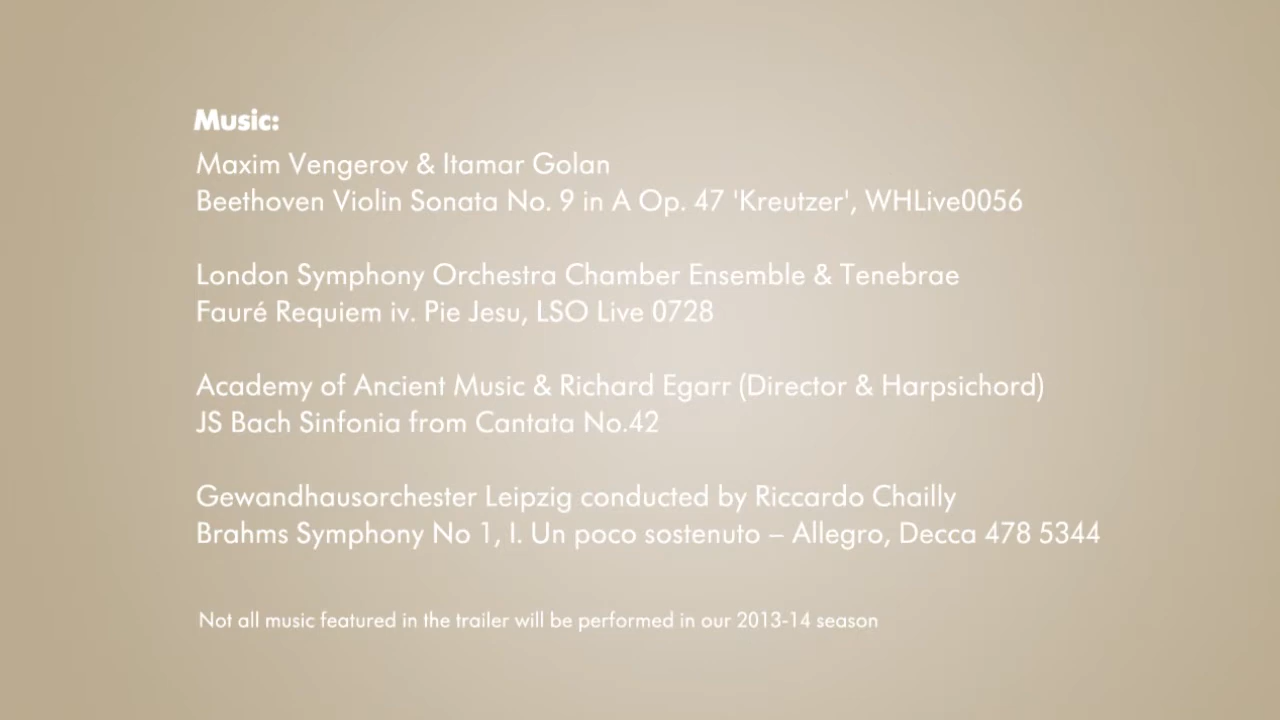 Music:
Maxim Vengerov & Itamar Golan
Beethoven Violin Sonata No. 9 in A Op. 47 'Kreutzer', WHLive0056
London Symphony Orchestra Chamber Ensemble & Tenebrae
Fauré Requiem iv. Pie Jesu, LSO Live 0728
Academy of Ancient Music & Richard Egarr (Director & Harpsichord)
JS Bach Sinfonia from Cantata No.42
Gewandhausorchester Leipzig conducted by Riccardo Chailly
Brahms Symphony No 1, I. Un poco sostenuto – Allegro, Decca 478 5344
Not all music featured in the trailer will be performed in our 2013-14 season